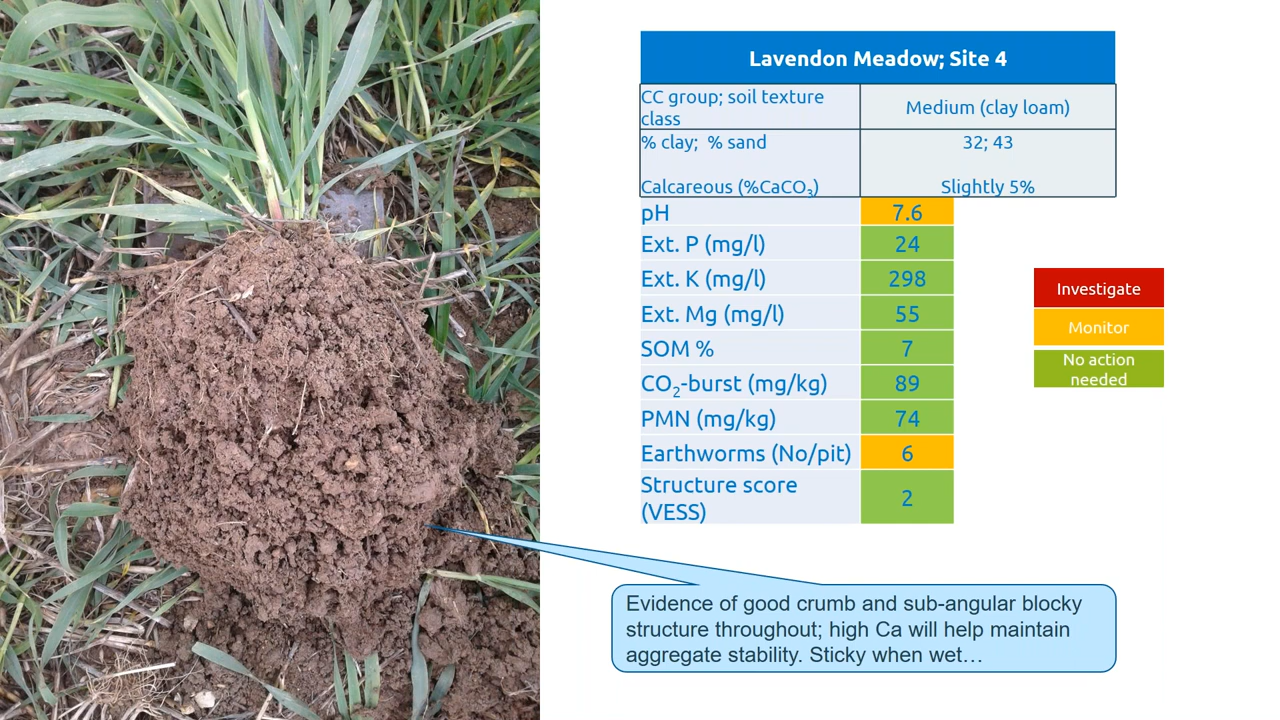 Lavendon Meadow; Site 4
CC group; soil texture
class
Medium (clay loam)
% clay;  % sand
32; 43
Calcareous (%CaCO₃)
Slightly 5%
pH
7.6
Ext. P (mg/l)
24
Ext. K (mg/l)
298
Ext. Mg (mg/l)
55
SOM %
7
CO₂-burst (mg/kg)
89
PMN (mg/kg)
74
Earthworms (No/pit)
6
Structure score
(VESS)
2
Investigate
Monitor
No action
needed
Evidence of good crumb and sub-angular blocky
structure throughout; high Ca will help maintain
aggregate stability. Sticky when wet…